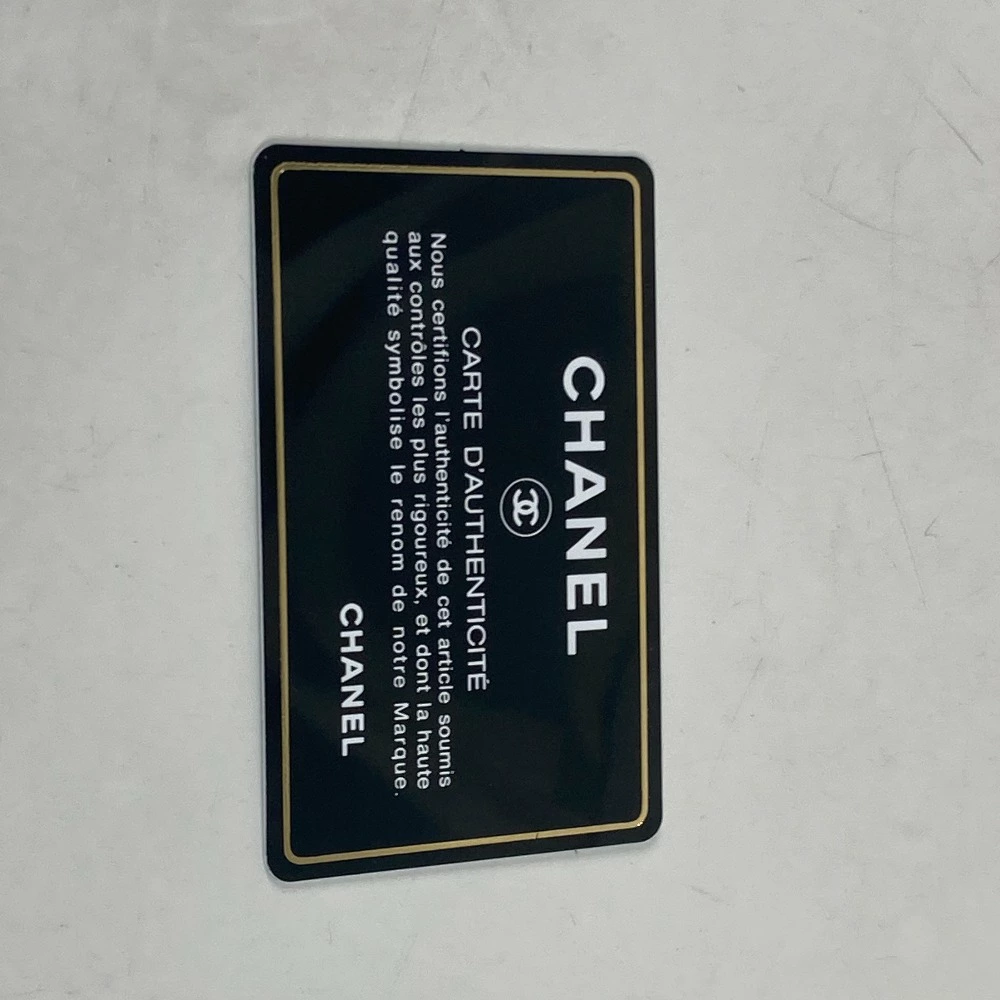 CHANEL
CARTE D'AUTHENTICITÉ
Nous certifions l'authenticité de cet article soumis
aux contrôles les plus rigoureux, et dont la haute
qualité symbolise le renom de notre Marque.
CHANEL